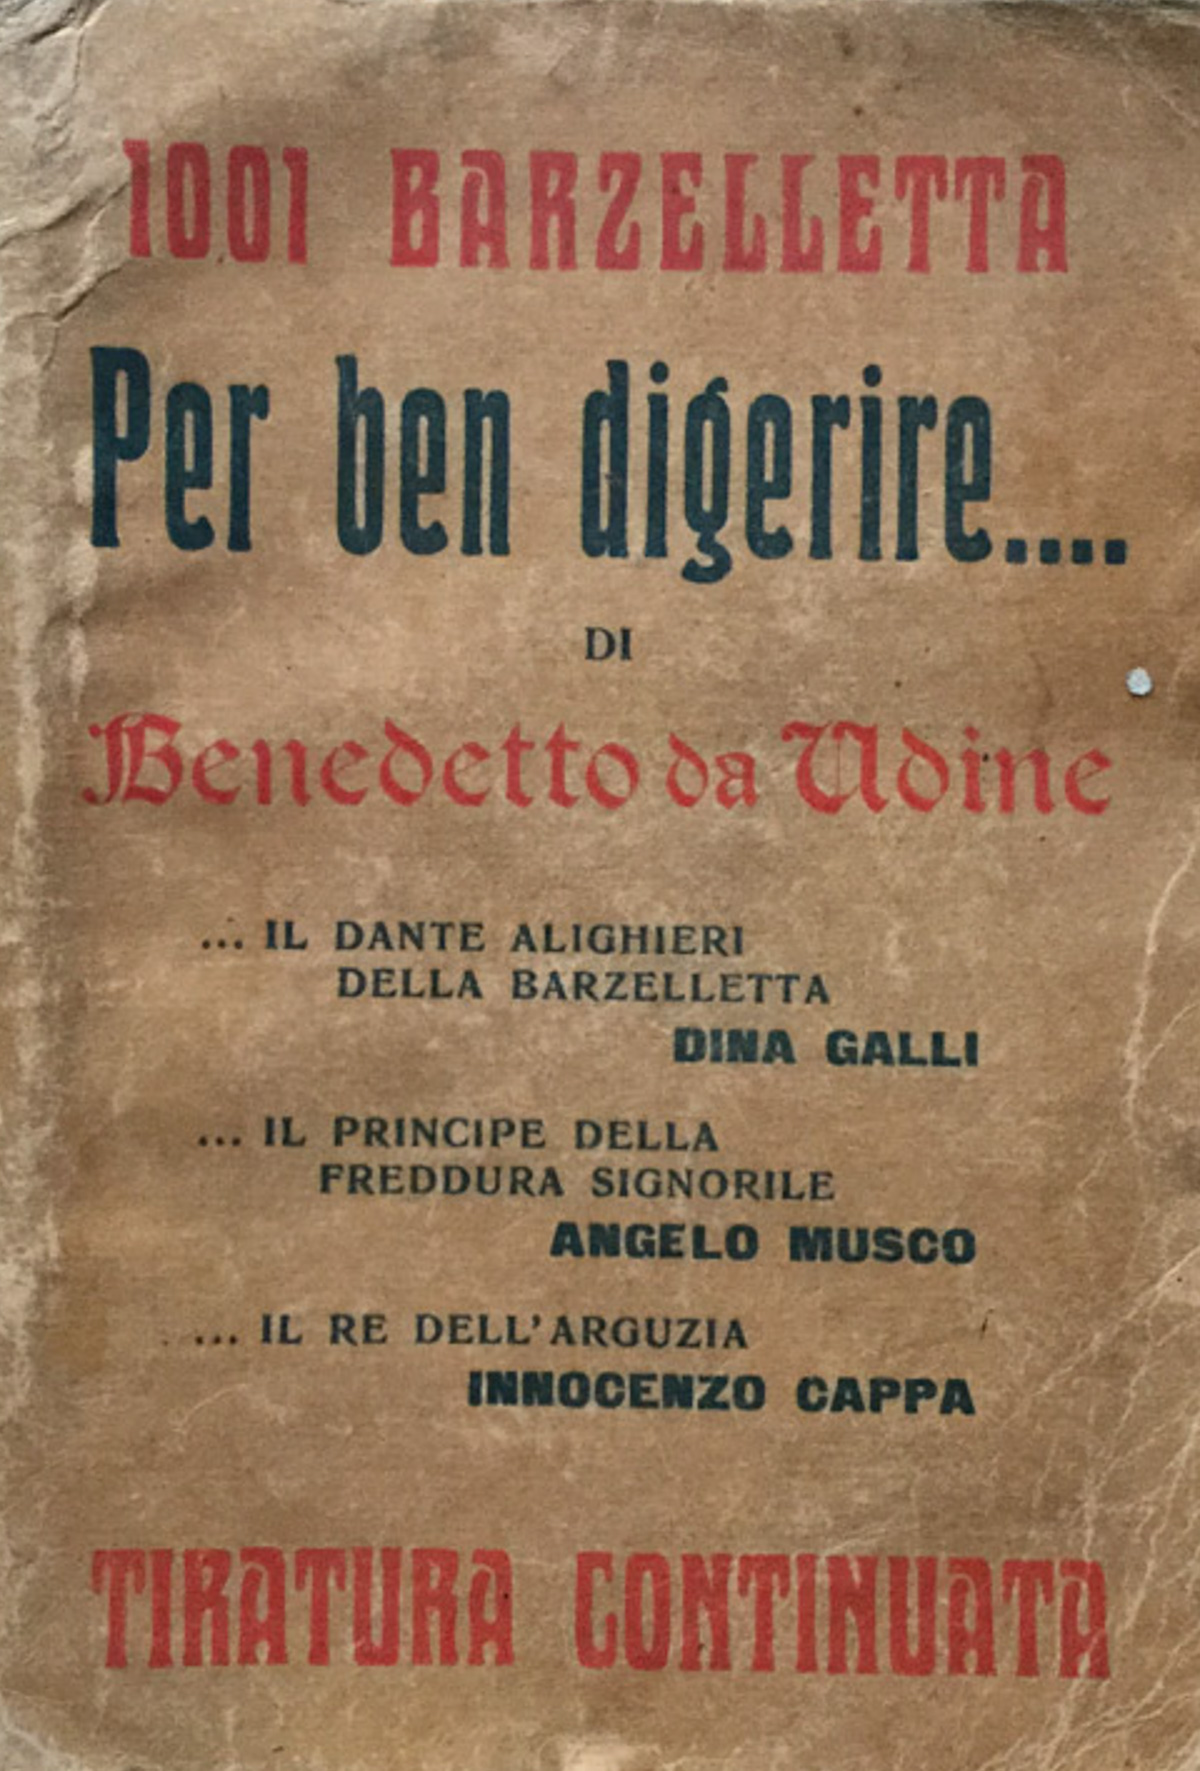 1001 BARZELLETTA
Per ben digerire....
DI
Benedetto da Udine
... IL DANTE ALIGHIERI
DELLA BARZELLETTA
DINA GALLI
... IL PRINCIPE DELLA
FREDDURA SIGNORILE
ANGELO MUSCO
... IL RE DELL'ARGUZIA
INNOCENZO CAPPA
TIRATURA CONTINUATA